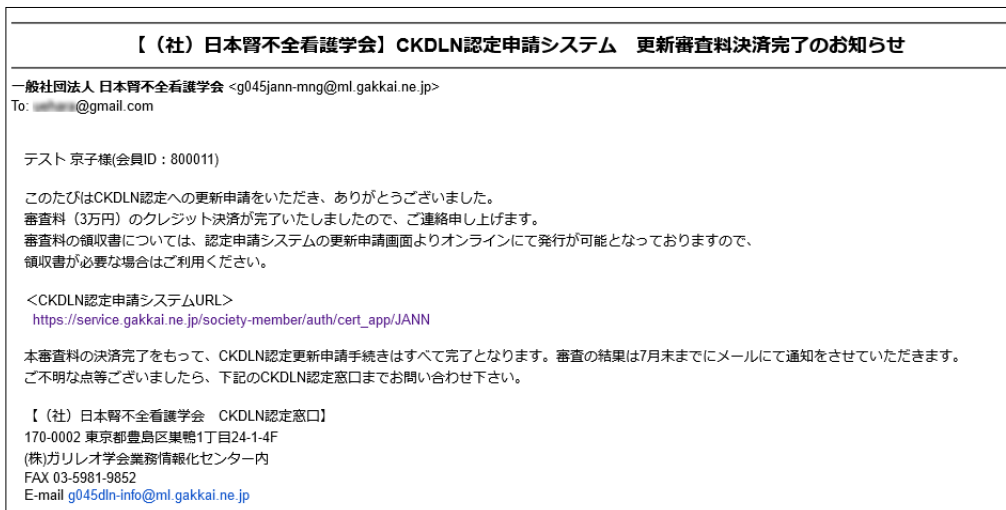 【（社）日本腎不全看護学会】CKDLN認定申請システム　更新審査料決済完了のお知らせ
一般社団法人 日本腎不全看護学会 <g045jann-mng@ml.gakkai.ne.jp>
To: @gmail.com
テスト 京子様(会員ID：800011)
このたびはCKDLN認定への更新申請をいただき、ありがとうございました。
審査料（3万円）のクレジット決済が完了いたしましたので、ご連絡申し上げます。
審査料の領収書については、認定申請システムの更新申請画面よりオンラインにて発行が可能となっておりますので、
領収書が必要な場合はご利用ください。
＜CKDLN認定申請システムURL＞
https://service.gakkai.ne.jp/society-member/auth/cert_app/JANN
本審査料の決済完了をもって、CKDLN認定更新申請手続きはすべて完了となります。審査の結果は7月末までにメールにて通知をさせていただきます。
ご不明な点等ございましたら、下記のCKDLN認定窓口までお問い合わせ下さい。
【（社）日本腎不全看護学会　CKDLN認定窓口】
170-0002 東京都豊島区巣鴨1丁目24-1-4F
(株)ガリレオ学会業務情報化センター内
FAX 03-5981-9852
E-mail g045dln-info@ml.gakkai.ne.jp